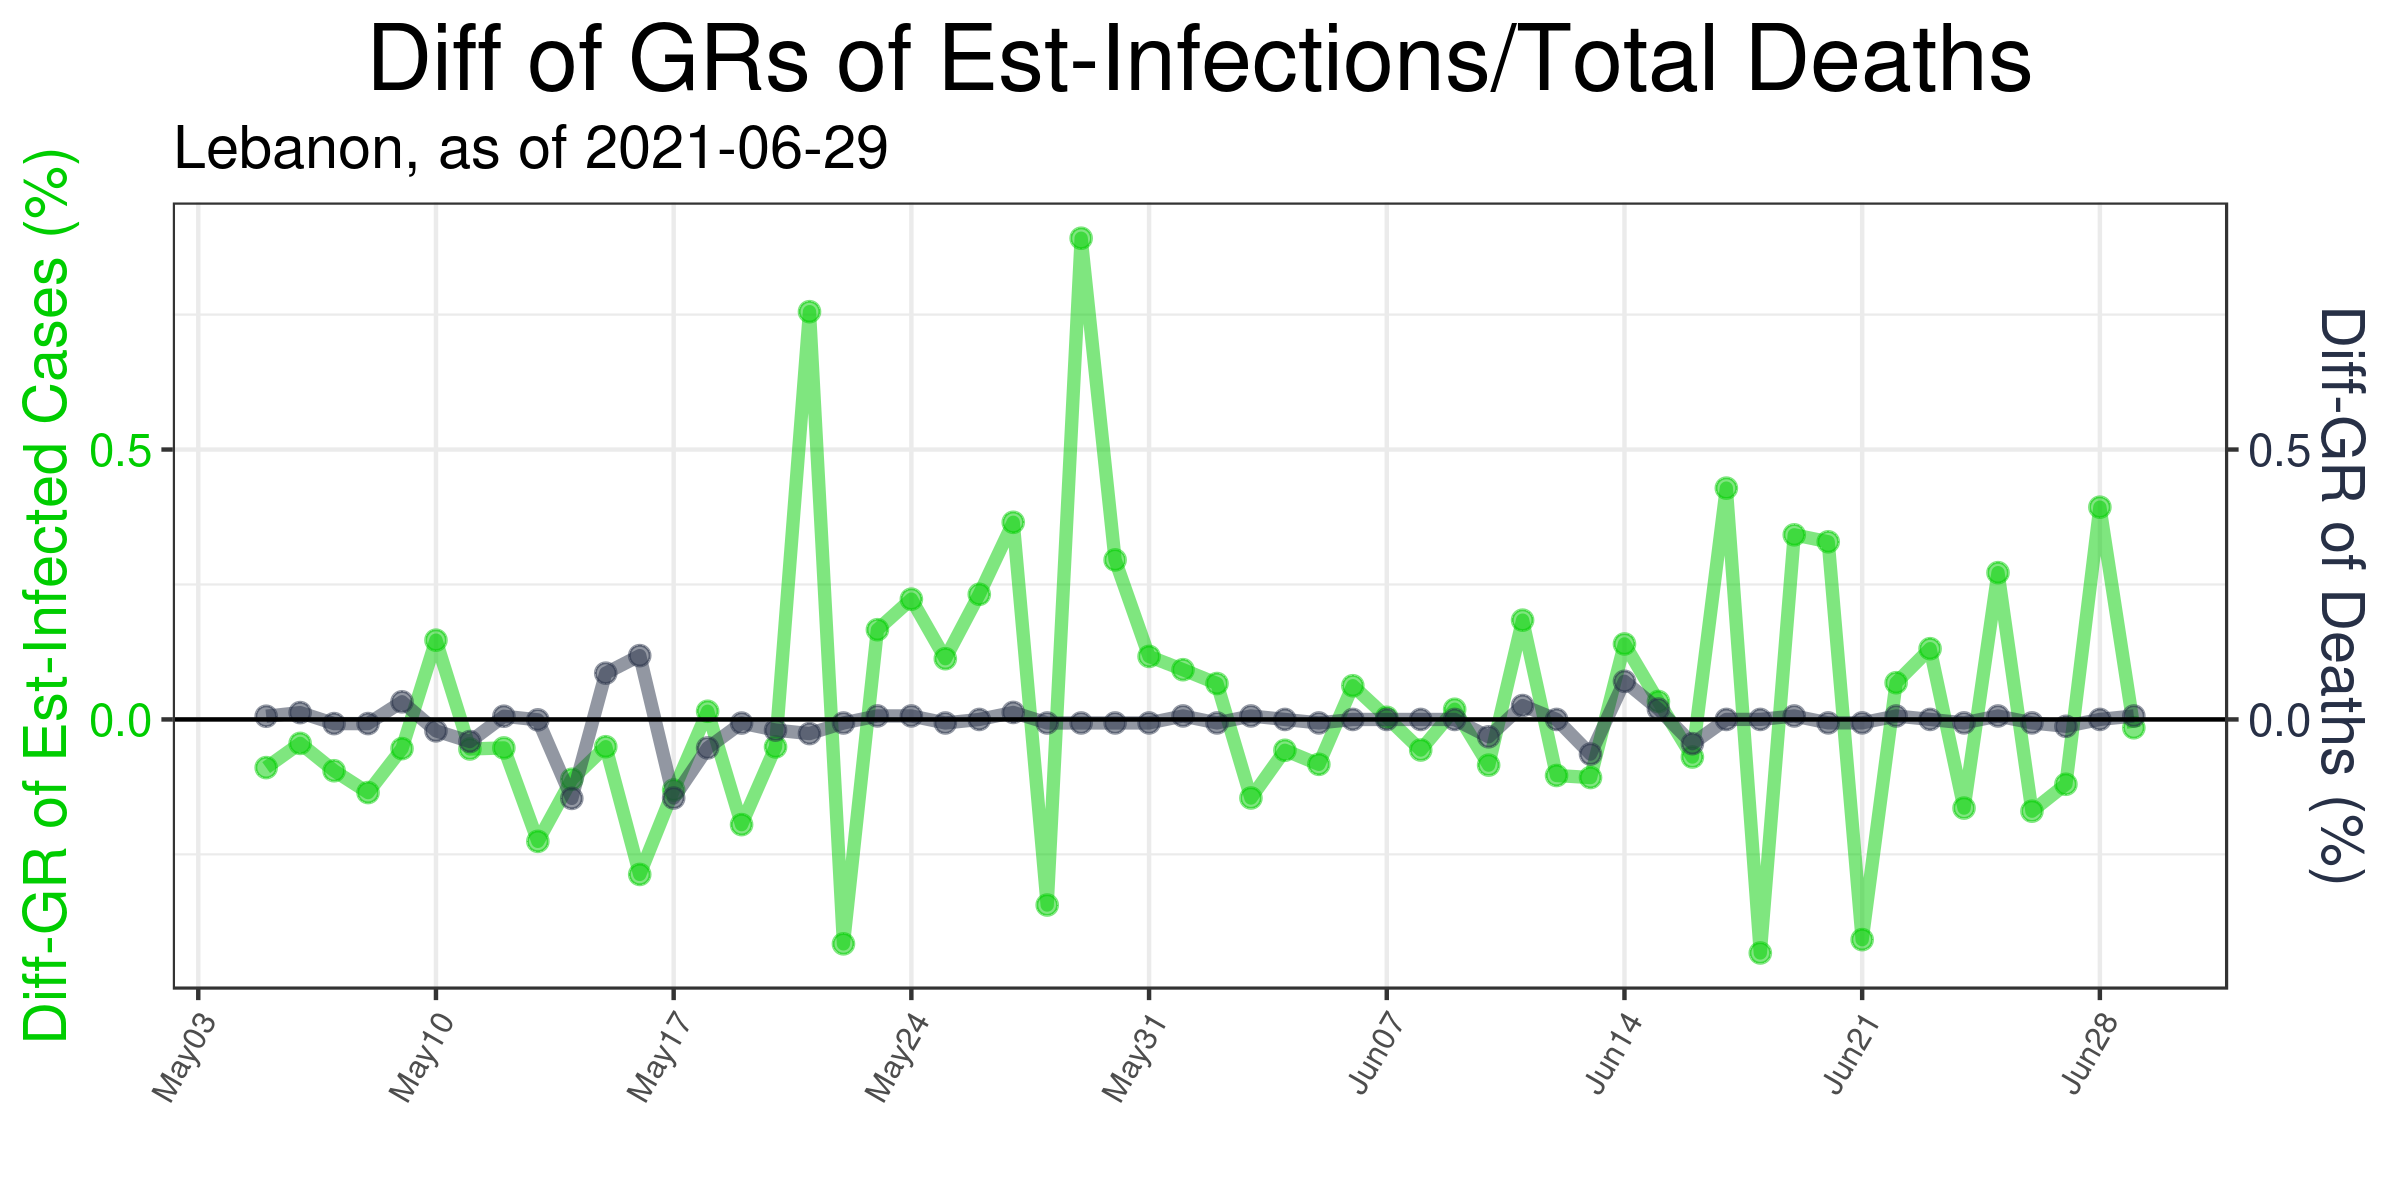 Diff of GRs of Est-Infections/Total Deaths
Lebanon, as of 2021-06-29
Diff-GR of Est-Infected Cases (%)
0.5
0.0
0.5
0.0
Diff-GR of Deaths (%)
May03
May10
May17
May24
May31
Jun07
Jun14
Jun21
Jun28